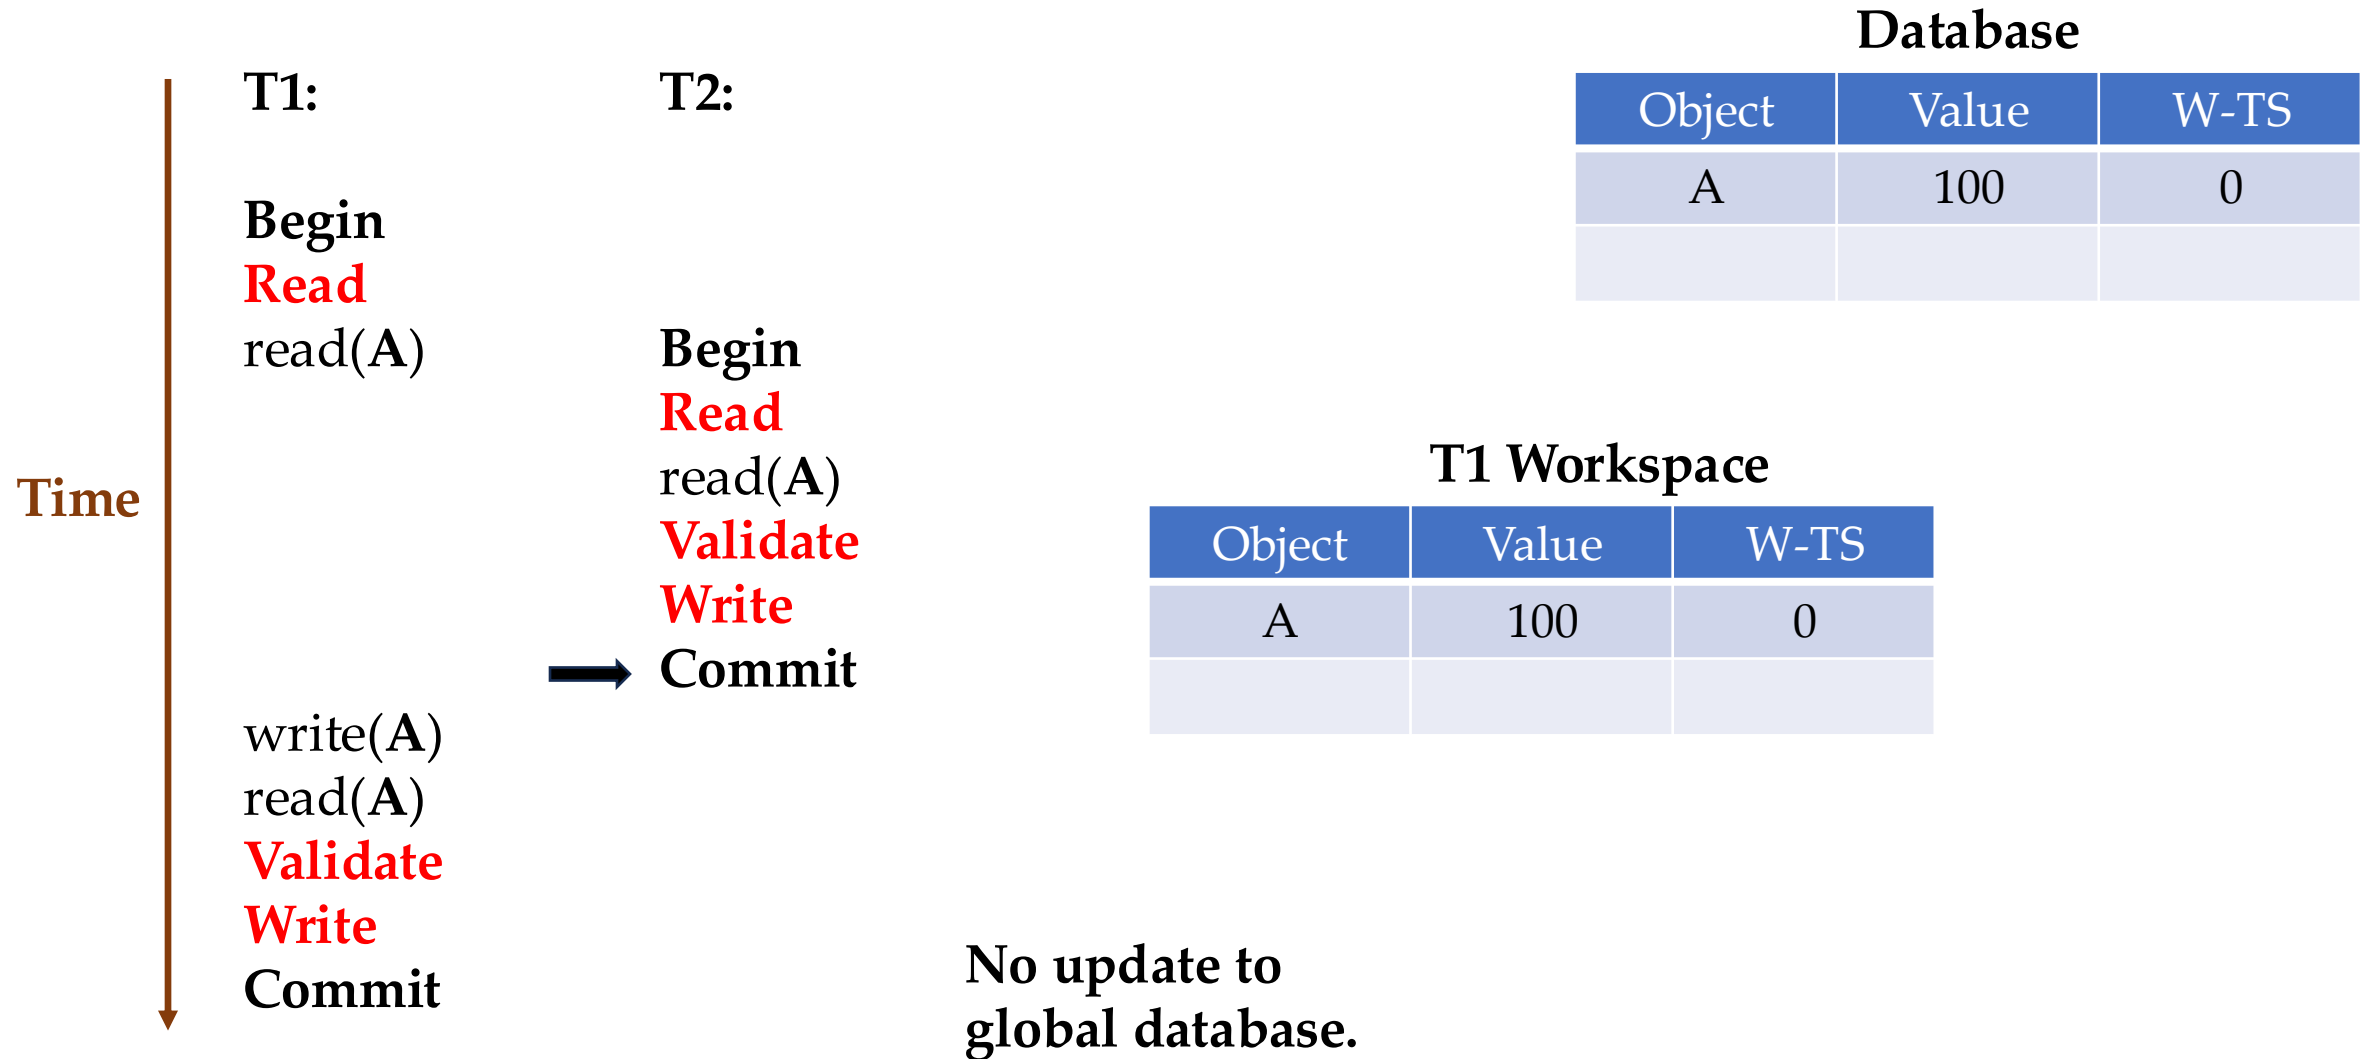 Database
T1:
T2:
Object Value W-TS
A 100 0
Begin
Read
read(A)
Begin
Read
read(A)
Validate
Write
Commit
Time
T1 Workspace
Object Value W-TS
A 100 0
write(A)
read(A)
Validate
Write
Commit
No update to
global database.